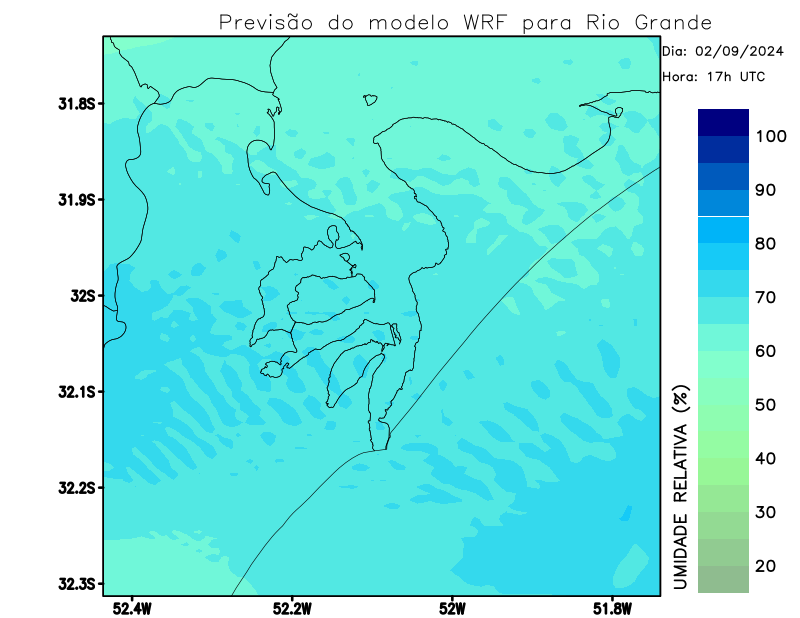 Previsão do modelo WRF para Rio Grande
Dia: 02/09/2024
Hora: 17h UTC
31.8S
31.9S
32S
32.1S
32.2S
32.3S
52.4W
52.2W
52W
51.8W
100
90
80
70
60
50
40
30
20
UMIDADE RELATIVA (%)